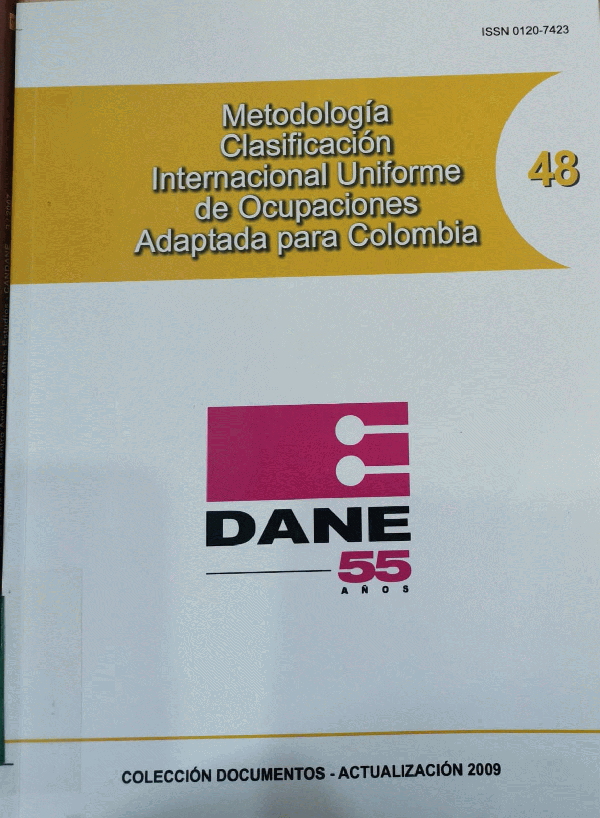 ISSN 0120-7423
Metodología
Clasificación
Internacional Uniforme
de Ocupaciones
Adaptada para Colombia
48
DANE
55
AÑOS
COLECCIÓN DOCUMENTOS - ACTUALIZACIÓN 2009